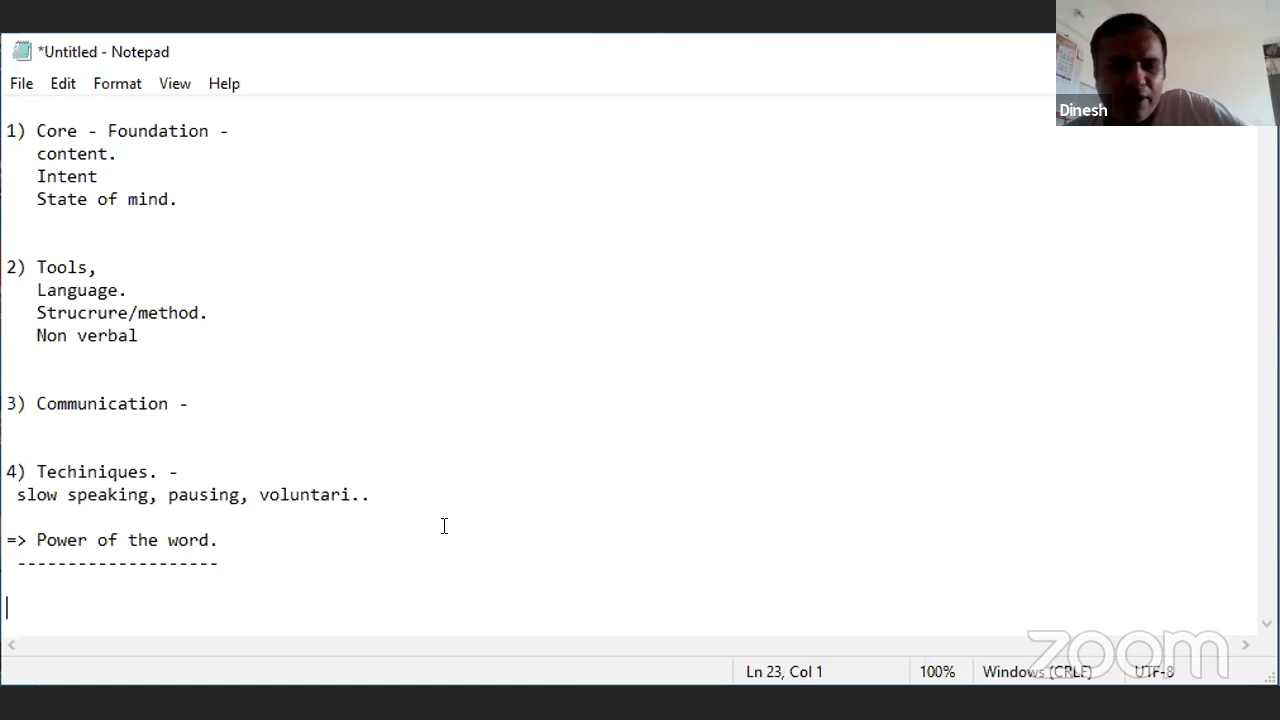 *Untitled - Notepad
File Edit Format View Help
Dinesh
1) Core - Foundation -
content.
Intent
State of mind.
2) Tools,
Language.
Strucrure/method.
Non verbal
3) Communication -
4) Techiniques. -
slow speaking, pausing, voluntari..
=> Power of the word.
--------------------
zoom
Ln 23, Col 1 100% Windows (CRLF) UTF-8